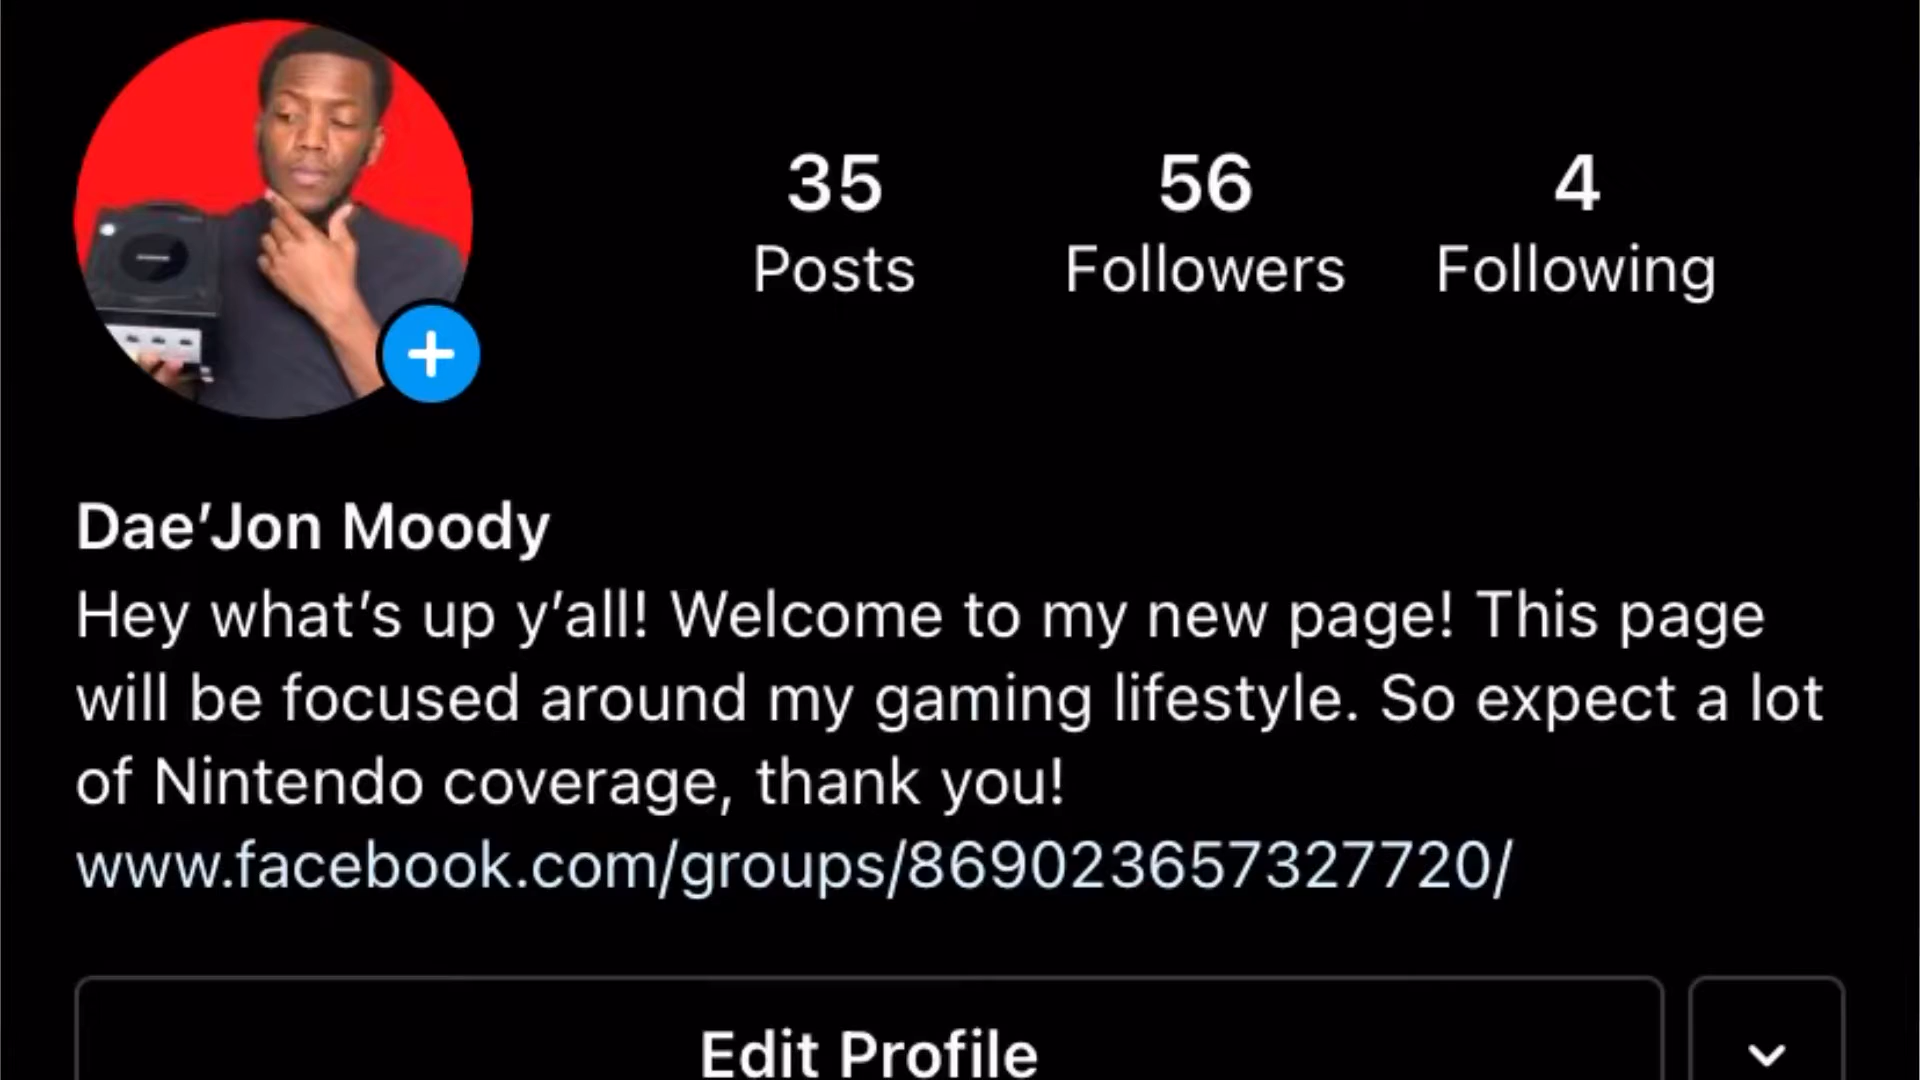 35 56 4
Posts Followers Following
Dae’Jon Moody
Hey what’s up y’all! Welcome to my new page! This page
will be focused around my gaming lifestyle. So expect a lot
of Nintendo coverage, thank you!
www.facebook.com/groups/869023657327720/
Edit Profile